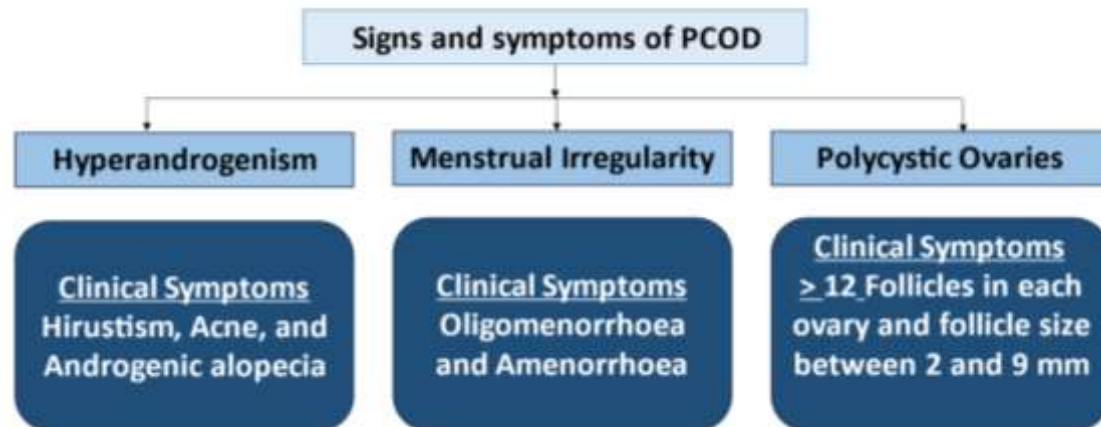 Signs and symptoms of PCOD
Hyperandrogenism
Menstrual Irregularity
Polycystic Ovaries
Clinical Symptoms
Hirustism, Acne, and
Androgenic alopecia
Clinical Symptoms
Oligomenorrhoea
and Amenorrhoea
Clinical Symptoms
> 12 Follicles in each
ovary and follicle size
between 2 and 9 mm